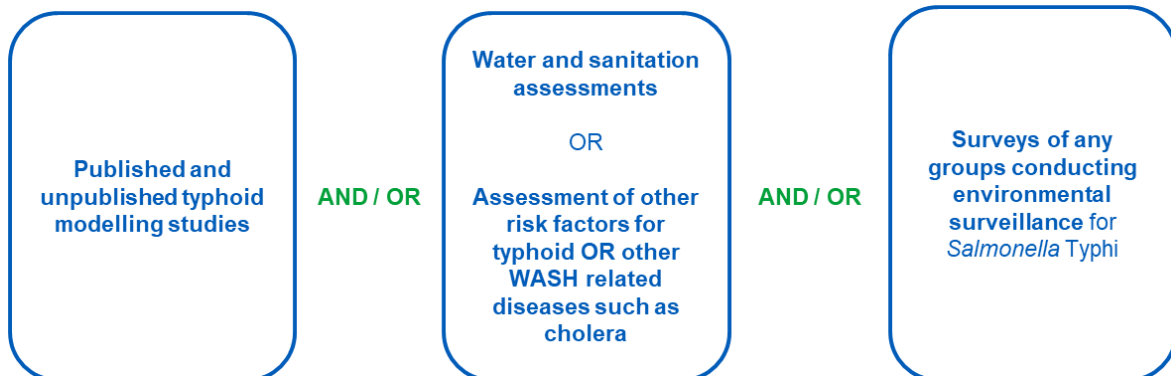 Published and
unpublished typhoid
modelling studies
AND / OR
Water and sanitation
assessments
OR
Assessment of other
risk factors for
typhoid OR other
WASH related
diseases such as
cholera
AND / OR
Surveys of any
groups conducting
environmental
surveillance for
Salmonella Typhi